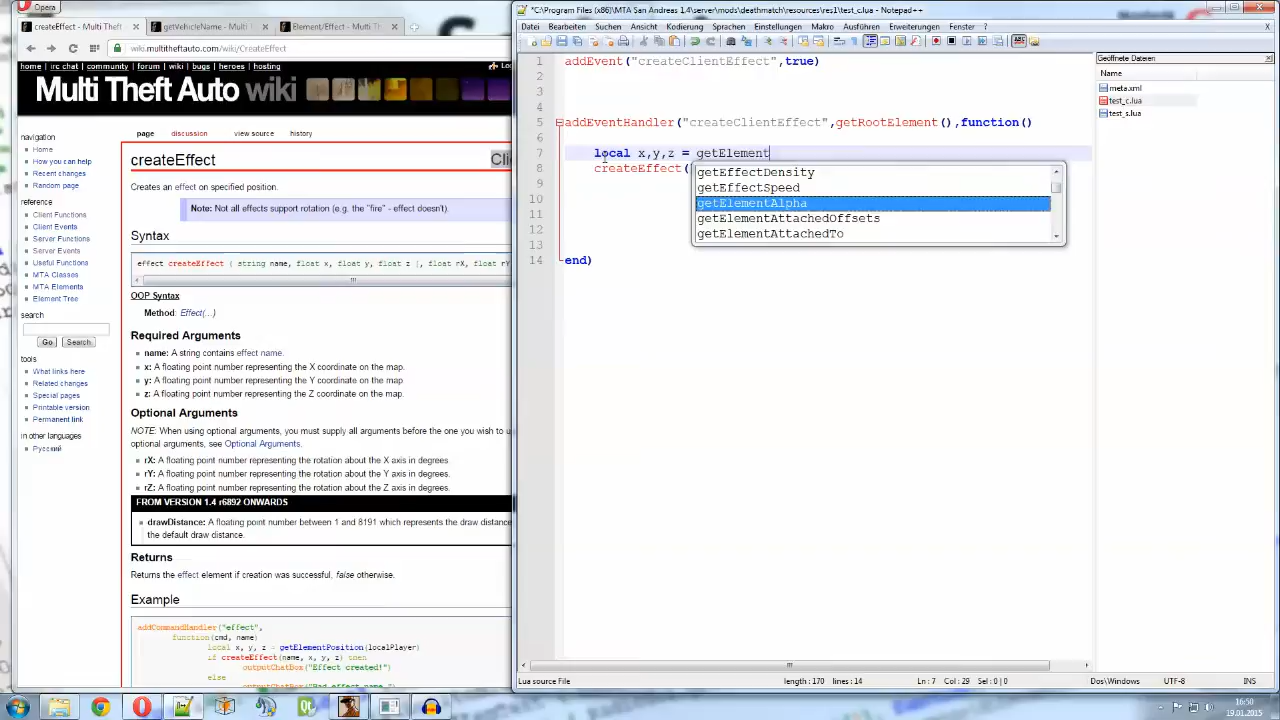 Opera
createEffect - Multi Theft
getVehicleName - Multi Th
Element/Effect - Multi Th
wiki.multitheftauto.com/wiki/CreateEffect
home | irc chat | community | forum | wiki | bugs | heroes | hosting
Lo
Multi Theft Auto wiki
page discussion view source history
navigation
Home
How you can help
Recent changes
Random page
reference
Client Functions
Client Events
Server Functions
Server Events
Useful Functions
MTA Classes
MTA Elements
Element Tree
search
Go Search
tools
What links here
Related changes
Special pages
Printable version
Permanent link
in other languages
Русский
createEffect
Clie
Creates an effect on specified position.
Note: Not all effects support rotation (e.g. the "fire" - effect doesn't).
Syntax
effect createEffect ( string name, float x, float y, float z [, float rX, float rY
OOP Syntax
Method: Effect(...)
Required Arguments
name: A string contains effect name.
x: A floating point number representing the X coordinate on the map.
y: A floating point number representing the Y coordinate on the map.
z: A floating point number representing the Z coordinate on the map.
Optional Arguments
NOTE: When using optional arguments, you must supply all arguments before the one you wish to u
optional arguments, see Optional Arguments.
rX: A floating point number representing the rotation about the X axis in degrees.
rY: A floating point number representing the rotation about the Y axis in degrees.
rZ: A floating point number representing the rotation about the Z axis in degrees.
FROM VERSION 1.4 r6892 ONWARDS
drawDistance: A floating point number between 1 and 8191 which represents the draw distanc
the default draw distance.
Returns
Returns the effect element if creation was successful, false otherwise.
Example
addCommandHandler("effect",
function(cmd, name)
local x, y, z = getElementPosition(localPlayer)
if createEffect(name, x, y, z) then
outputChatBox("Effect created!")
else
outputChatBox("Bad effect name.")
*C:\Program Files (x86)\MTA San Andreas 1.4\server\mods\deathmatch\resources\res1\test_c.lua - Notepad++
Datei Bearbeiten Suchen Ansicht Kodierung Sprachen Einstellungen Makro Ausführen Erweiterungen Fenster ?
X
1 addEvent("createClientEffect",true)
2
3
4
5 addEventHandler("createClientEffect",getRootElement(),function()
6
7 local x,y,z = getElement
8 createEffect(
9
10
11
12
13
14 end)
getEffectDensity
getEffectSpeed
getElementAlpha
getElementAttachedOffsets
getElementAttachedTo
Geöffnete Dateien
Name
meta.xml
test_c.lua
test_s.lua
Lua source File
length : 170 lines : 14
Ln : 7 Col : 29 Sel : 0 | 0
Dos\Windows
UTF-8
INS
16:50
19.01.2015